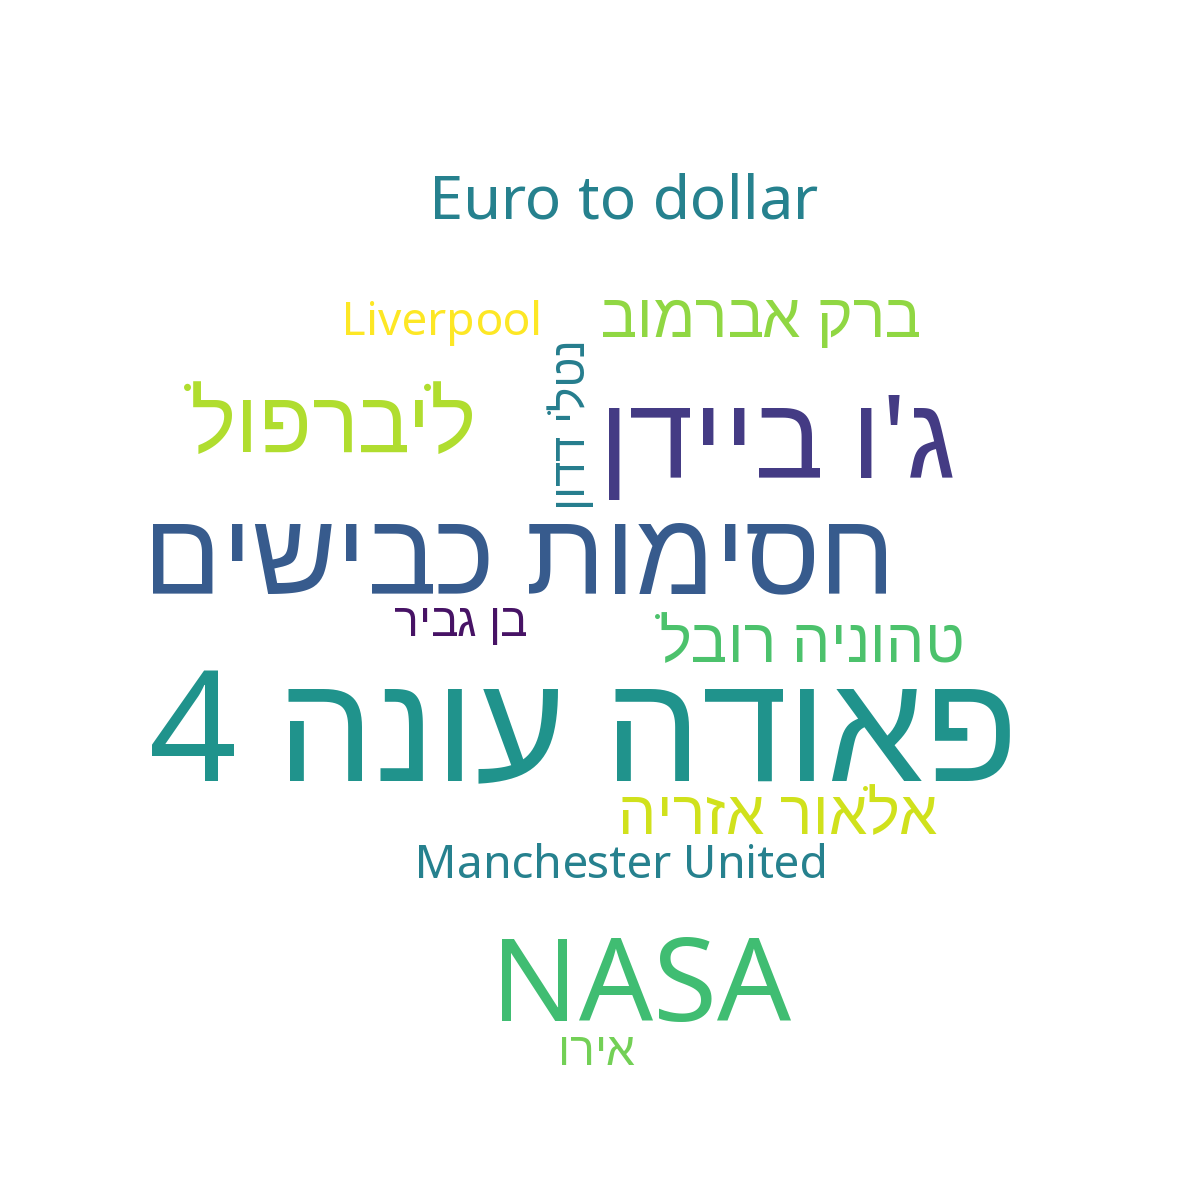 Euro to dollar
ברק אברמוב
Liverpool
נטלי דדון
ליברפול
ג'ו ביידן
חסימות כבישים
בן גביר
טהוניה רובל
פאודה עונה 4
אלאור אזריה
Manchester United
NASA
אירו